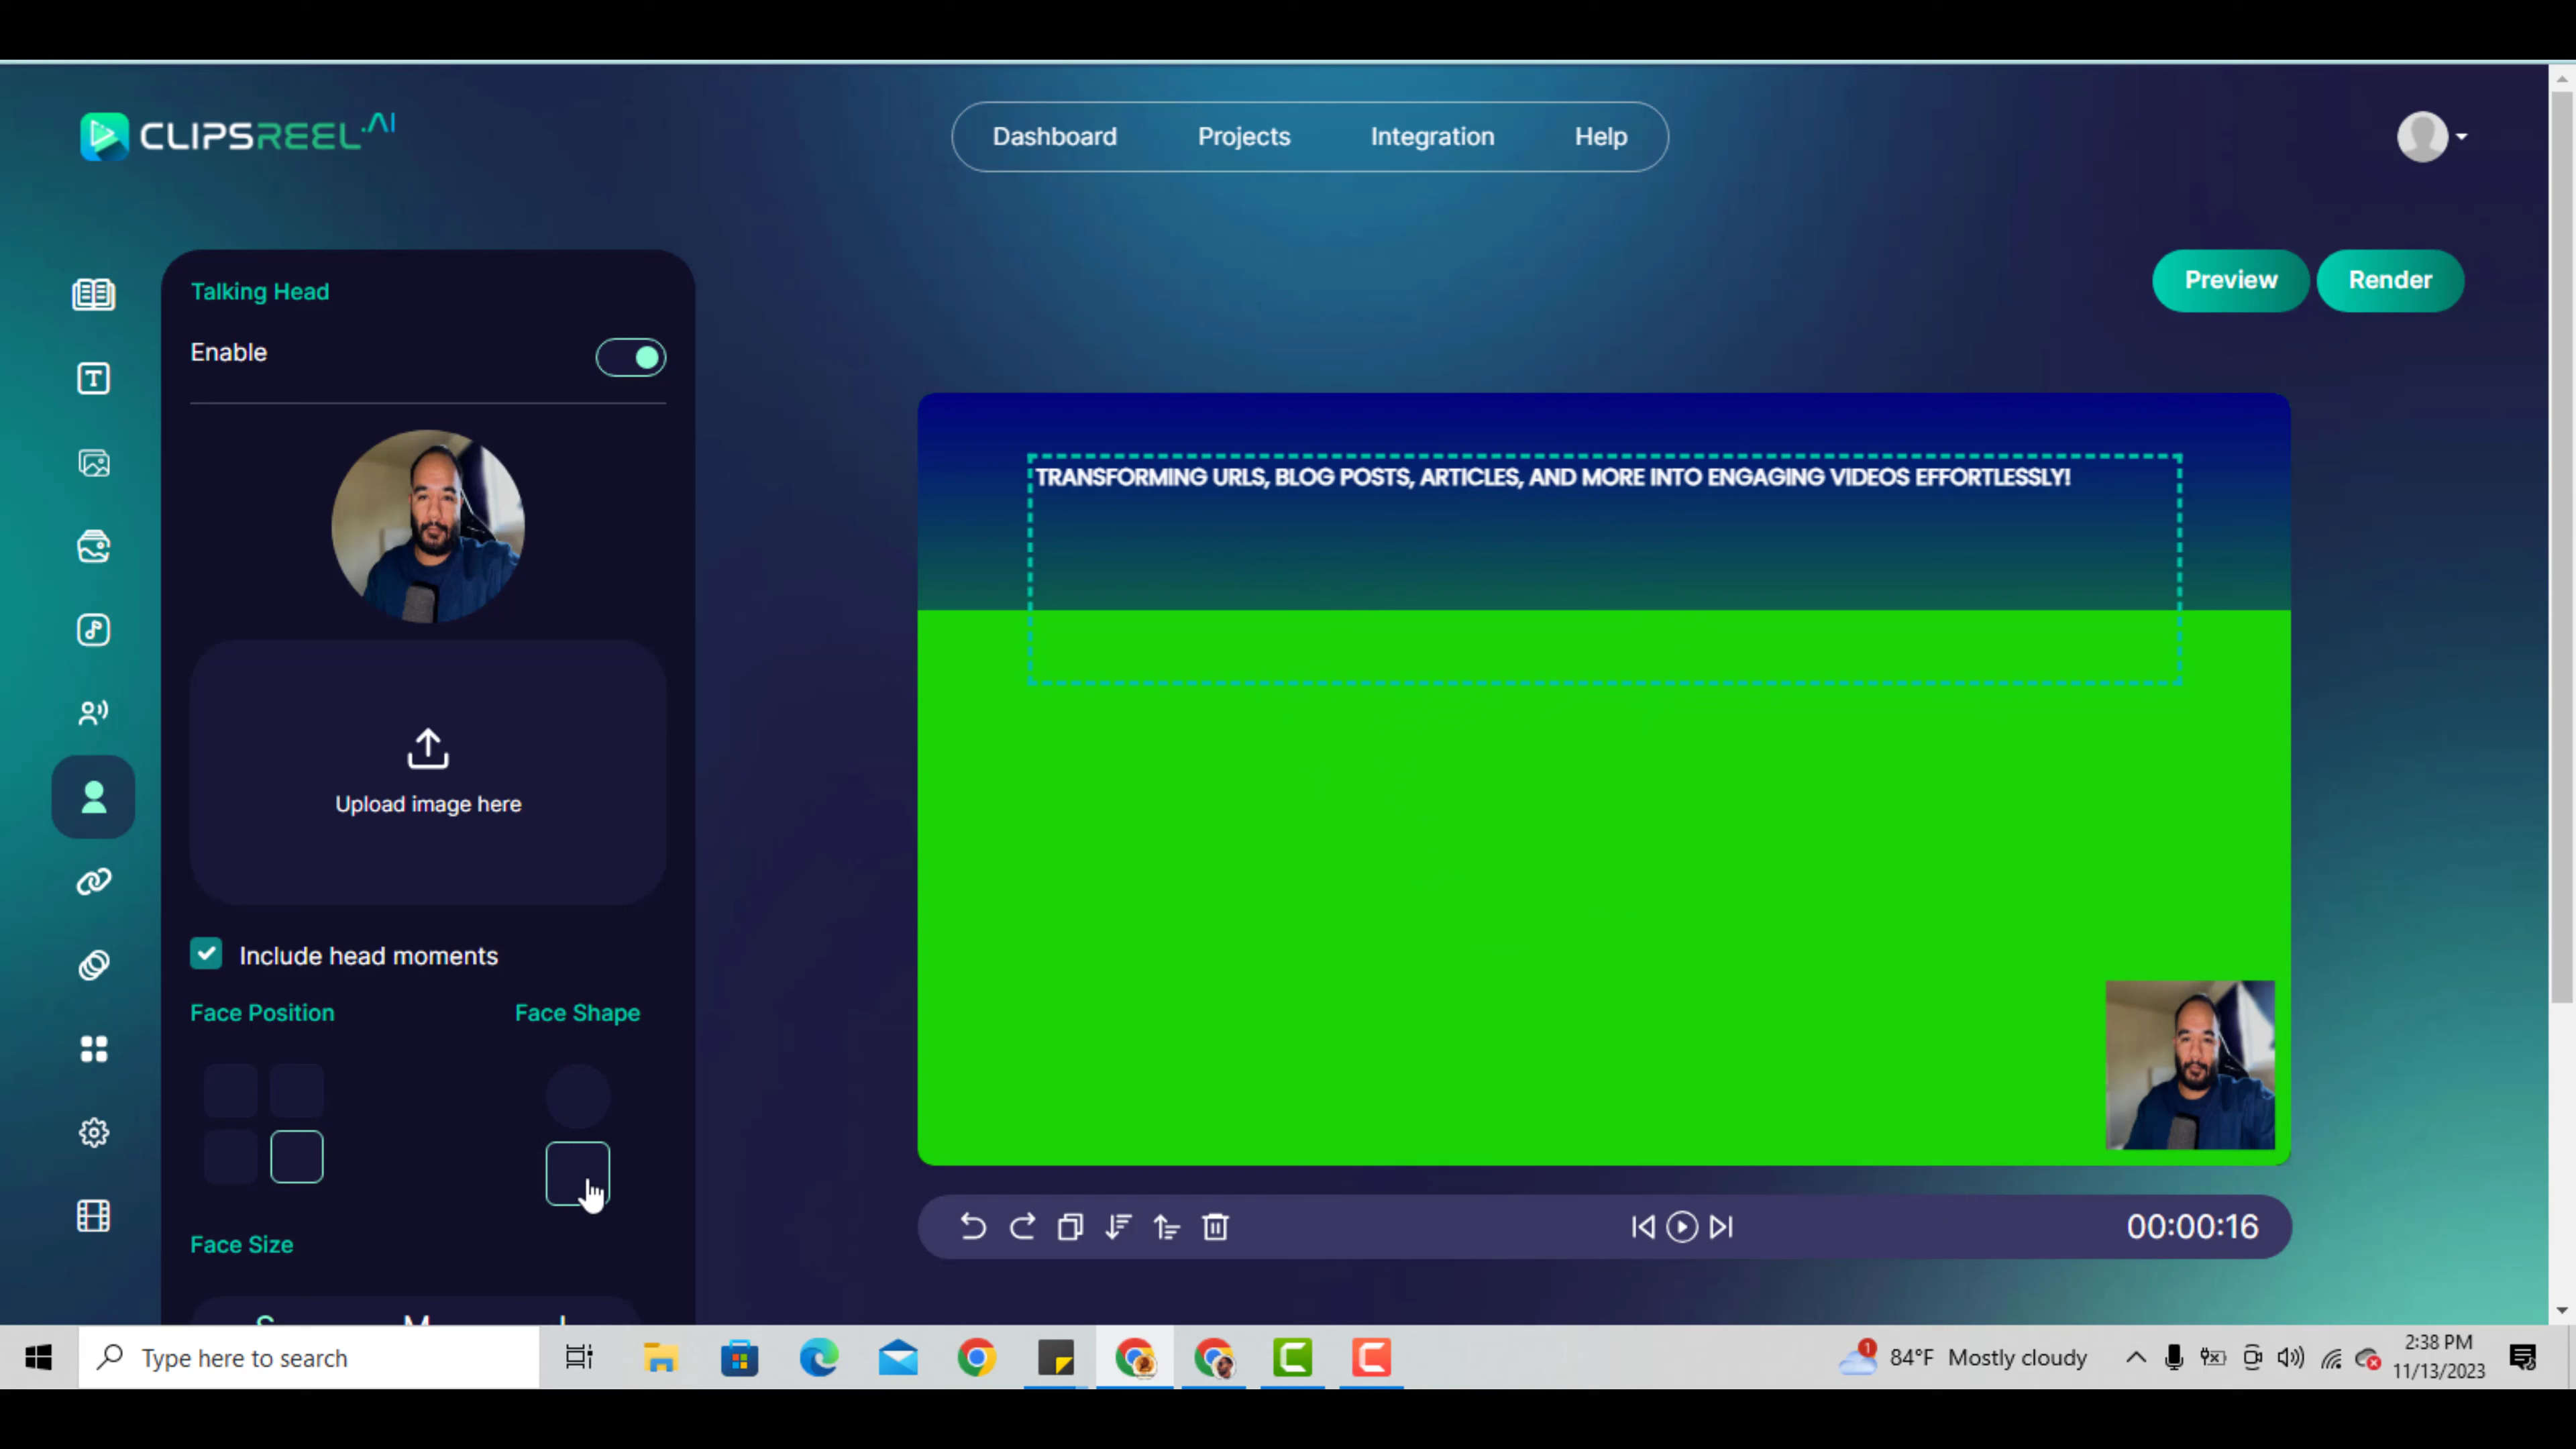 CLIPSREEL.AI
Dashboard
Projects
Integration
Help
Preview
Render
Talking Head
Enable
TRANSFORMING URLS, BLOG POSTS, ARTICLES, AND MORE INTO ENGAGING VIDEOS EFFORTLESSLY!
Upload image here
Include head moments
Face Position
Face Shape
Face Size
S M L
00:00:16
Type here to search
1
84°F Mostly cloudy
2:38 PM
11/13/2023